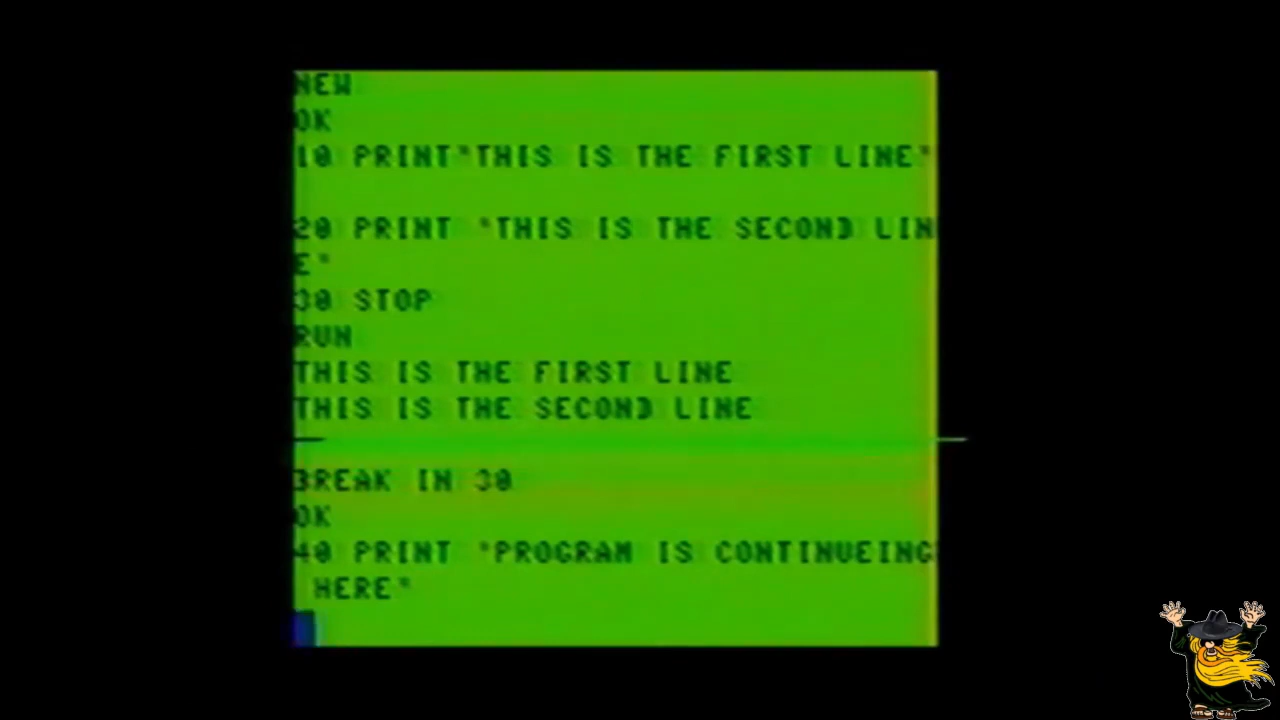 NEW
OK
10 PRINT"THIS IS THE FIRST LINE"
20 PRINT "THIS IS THE SECOND LIN
E"
30 STOP
RUN
THIS IS THE FIRST LINE
THIS IS THE SECOND LINE
BREAK IN 30
OK
40 PRINT "PROGRAM IS CONTINUEING
HERE"